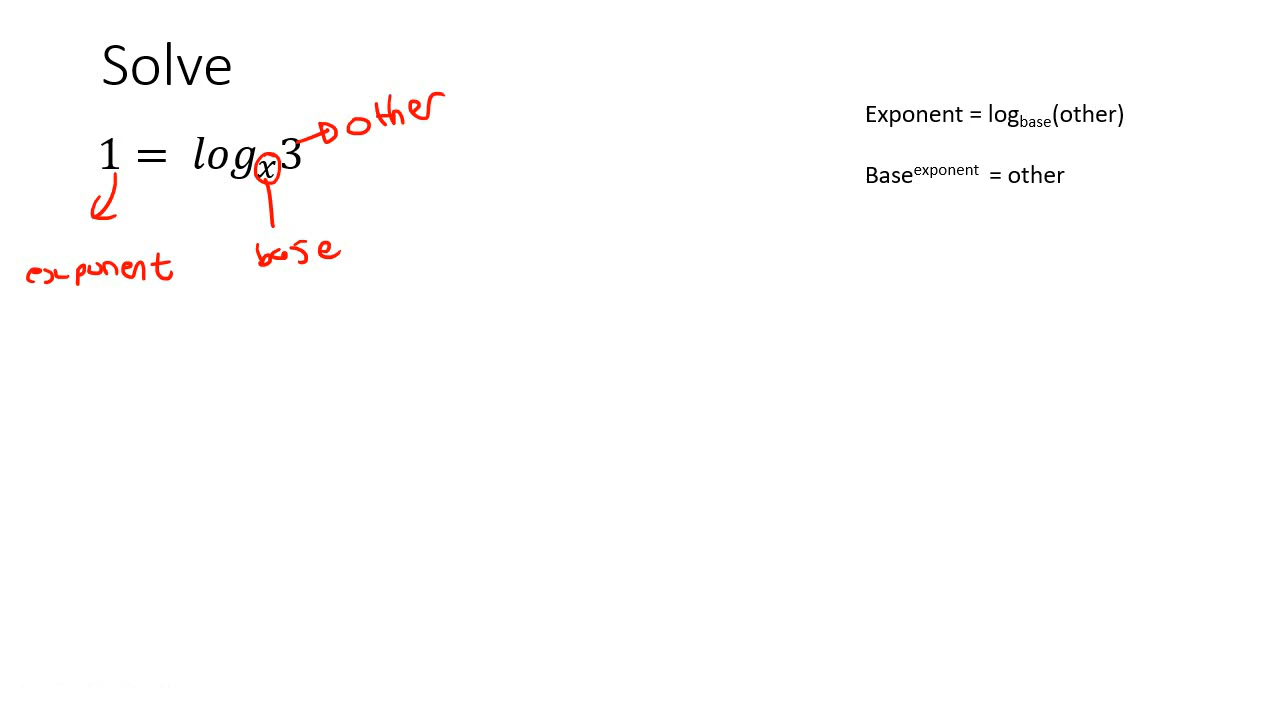 Solve
other
1 = log_x 3
exponent
base
Exponent = log_base(other)
Base^exponent = other